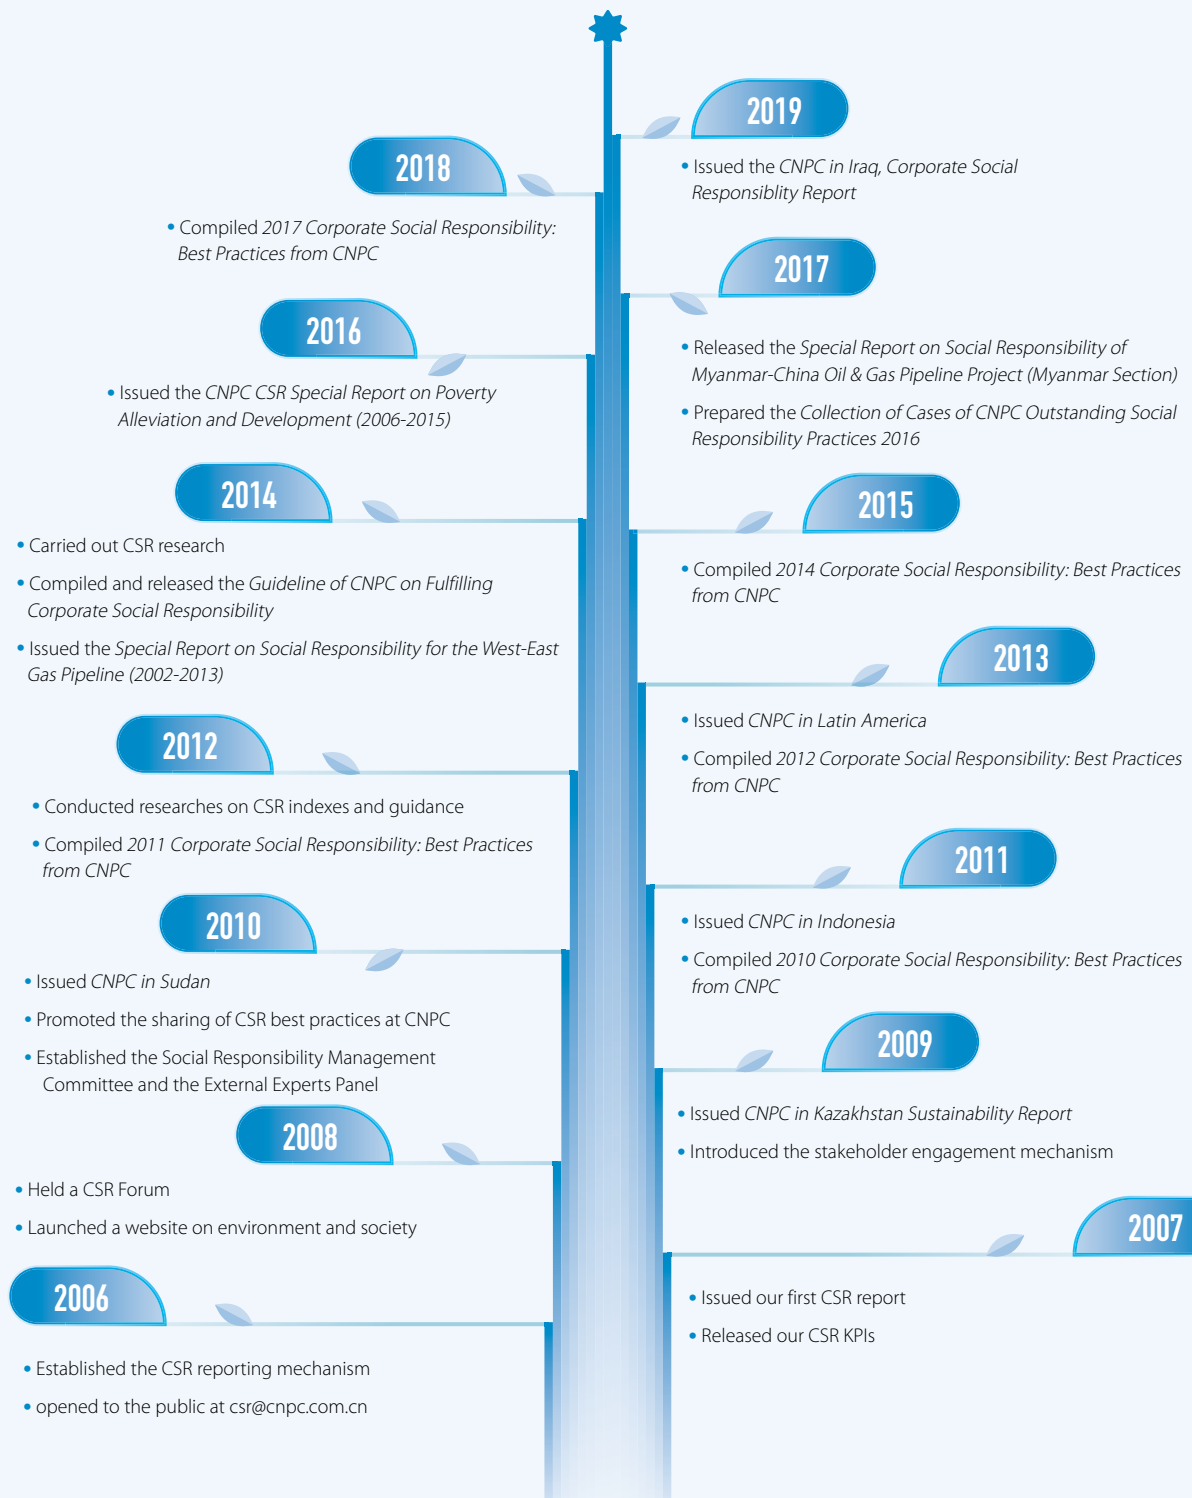 2019
• Issued the CNPC in Iraq, Corporate Social
Responsiblity Report
2018
• Compiled 2017 Corporate Social Responsibility:
Best Practices from CNPC
2017
• Released the Special Report on Social Responsibility of
Myanmar-China Oil & Gas Pipeline Project (Myanmar Section)
• Prepared the Collection of Cases of CNPC Outstanding Social
Responsibility Practices 2016
2016
• Issued the CNPC CSR Special Report on Poverty
Alleviation and Development (2006-2015)
2015
• Compiled 2014 Corporate Social Responsibility: Best Practices
from CNPC
2014
• Carried out CSR research
• Compiled and released the Guideline of CNPC on Fulfilling
Corporate Social Responsibility
• Issued the Special Report on Social Responsibility for the West-East
Gas Pipeline (2002-2013)
2013
• Issued CNPC in Latin America
• Compiled 2012 Corporate Social Responsibility: Best Practices
from CNPC
2012
• Conducted researches on CSR indexes and guidance
• Compiled 2011 Corporate Social Responsibility: Best Practices
from CNPC
2011
• Issued CNPC in Indonesia
• Compiled 2010 Corporate Social Responsibility: Best Practices
from CNPC
2010
• Issued CNPC in Sudan
• Promoted the sharing of CSR best practices at CNPC
• Established the Social Responsibility Management
Committee and the External Experts Panel
2009
• Issued CNPC in Kazakhstan Sustainability Report
• Introduced the stakeholder engagement mechanism
2008
• Held a CSR Forum
• Launched a website on environment and society
2007
• Issued our first CSR report
• Released our CSR KPIs
2006
• Established the CSR reporting mechanism
• opened to the public at csr@cnpc.com.cn